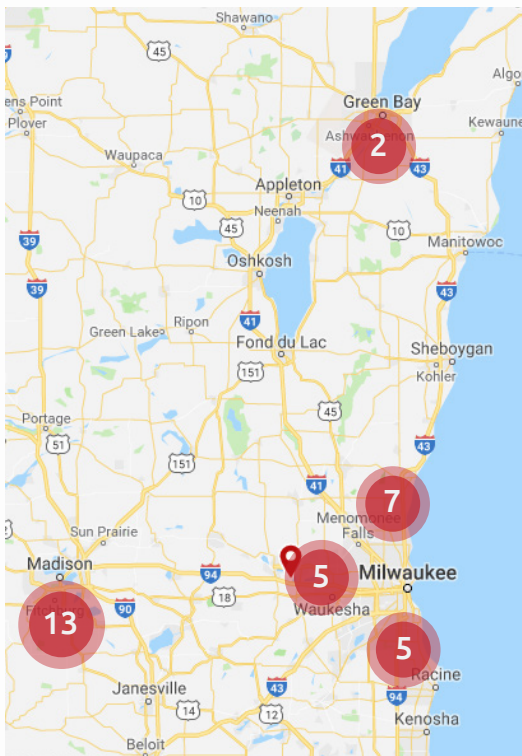 Shawano
45
Algo
Green Bay
ens Point
Plover
Kewaune
2
Waupaca
41
43
Appleton
10
Neenah
45
10
39
Manitowoc
Oshkosh
39
43
41
Green Lake
Ripon
Fond du Lac
Sheboygan
151
Kohler
45
Portage
51
43
151
41
7
Menomonee
Falls
Sun Prairie
Madison
94
5
Milwaukee
Fitchburg
90
18
Waukesha
13
5
43
Racine
Janesville
94
14
12
Kenosha
Beloit